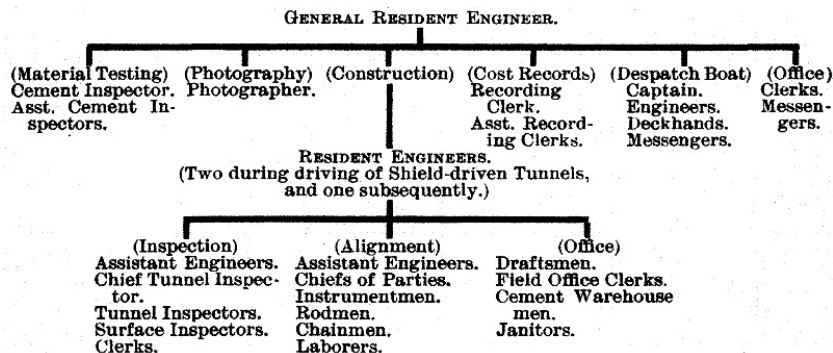 GENERAL RESIDENT ENGINEER.
(Material Testing)
Cement Inspector.
Asst. Cement In-
spectors.
(Photography)
Photographer.
(Construction)
(Cost Records)
Recording
Clerk.
Asst. Record-
ing Clerks.
(Despatch Boat)
Captain.
Engineers.
Deckhands.
Messengers.
(Office)
Clerks.
Messen-
gers.
RESIDENT ENGINEERS.
(Two during driving of Shield-driven Tunnels,
and one subsequently.)
(Inspection)
Assistant Engineers.
Chief Tunnel Inspec-
tor.
Tunnel Inspectors.
Surface Inspectors.
Clerks.
(Alignment)
Assistant Engineers.
Chiefs of Parties.
Instrumentmen.
Rodmen.
Chainmen.
Laborers.
(Office)
Draftsmen.
Field Office Clerks.
Cement Warehouse
men.
Janitors.